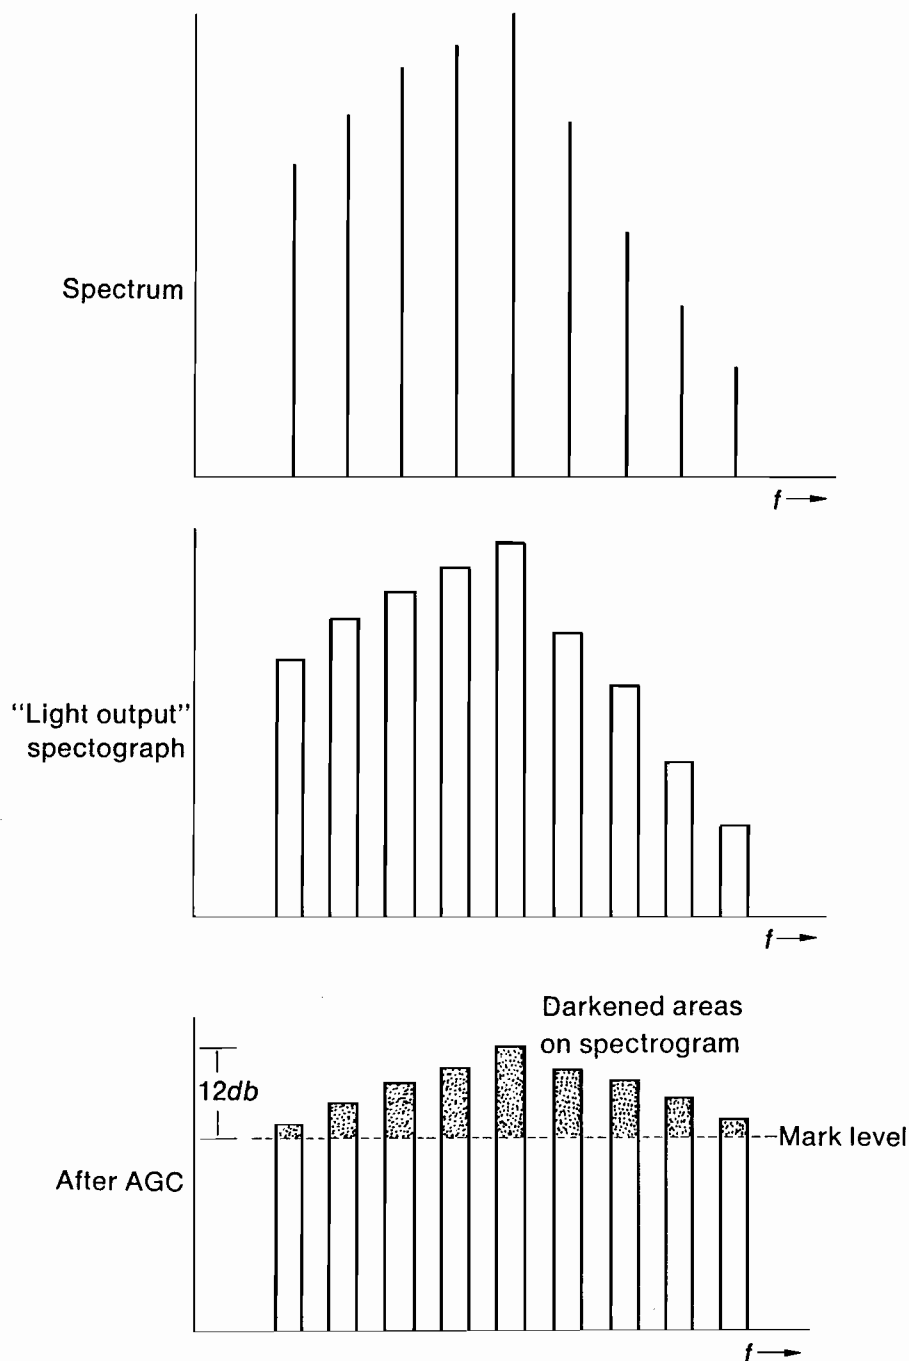 Spectrum
f
“Light output”
spectograph
f
Darkened areas
on spectrogram
12db
Mark level
After AGC
f